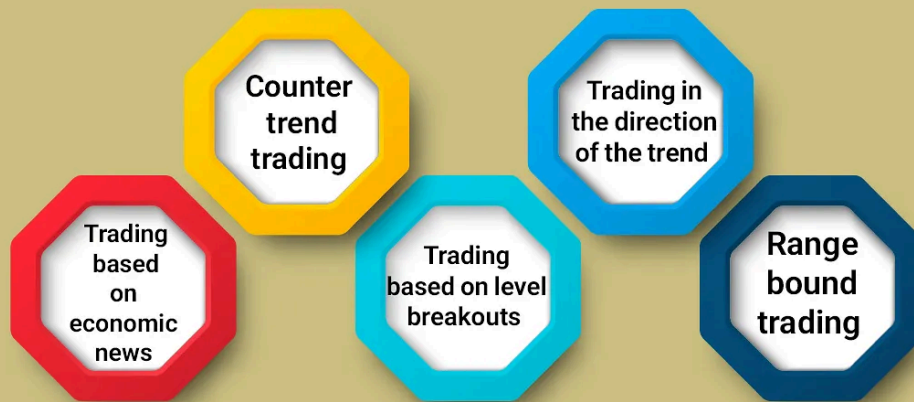 Counter
trend
trading
Trading in
the direction
of the trend
Trading
based
on
economic
news
Trading
based on level
breakouts
Range
bound
trading